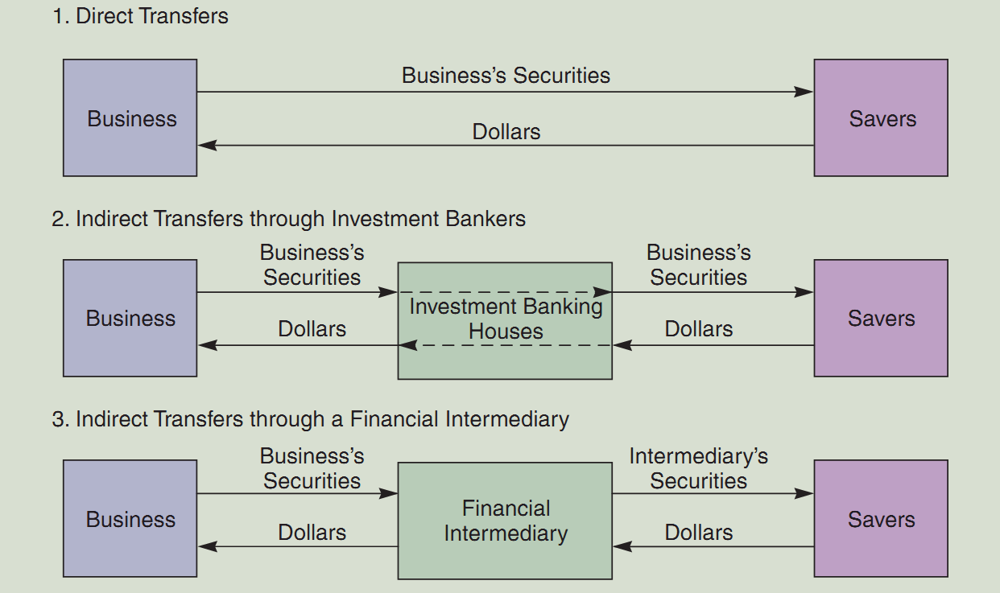 1. Direct Transfers
Business
Business’s Securities
Dollars
Savers
2. Indirect Transfers through Investment Bankers
Business
Business’s
Securities
Dollars
Investment Banking
Houses
Business’s
Securities
Dollars
Savers
3. Indirect Transfers through a Financial Intermediary
Business
Business’s
Securities
Dollars
Financial
Intermediary
Intermediary’s
Securities
Dollars
Savers